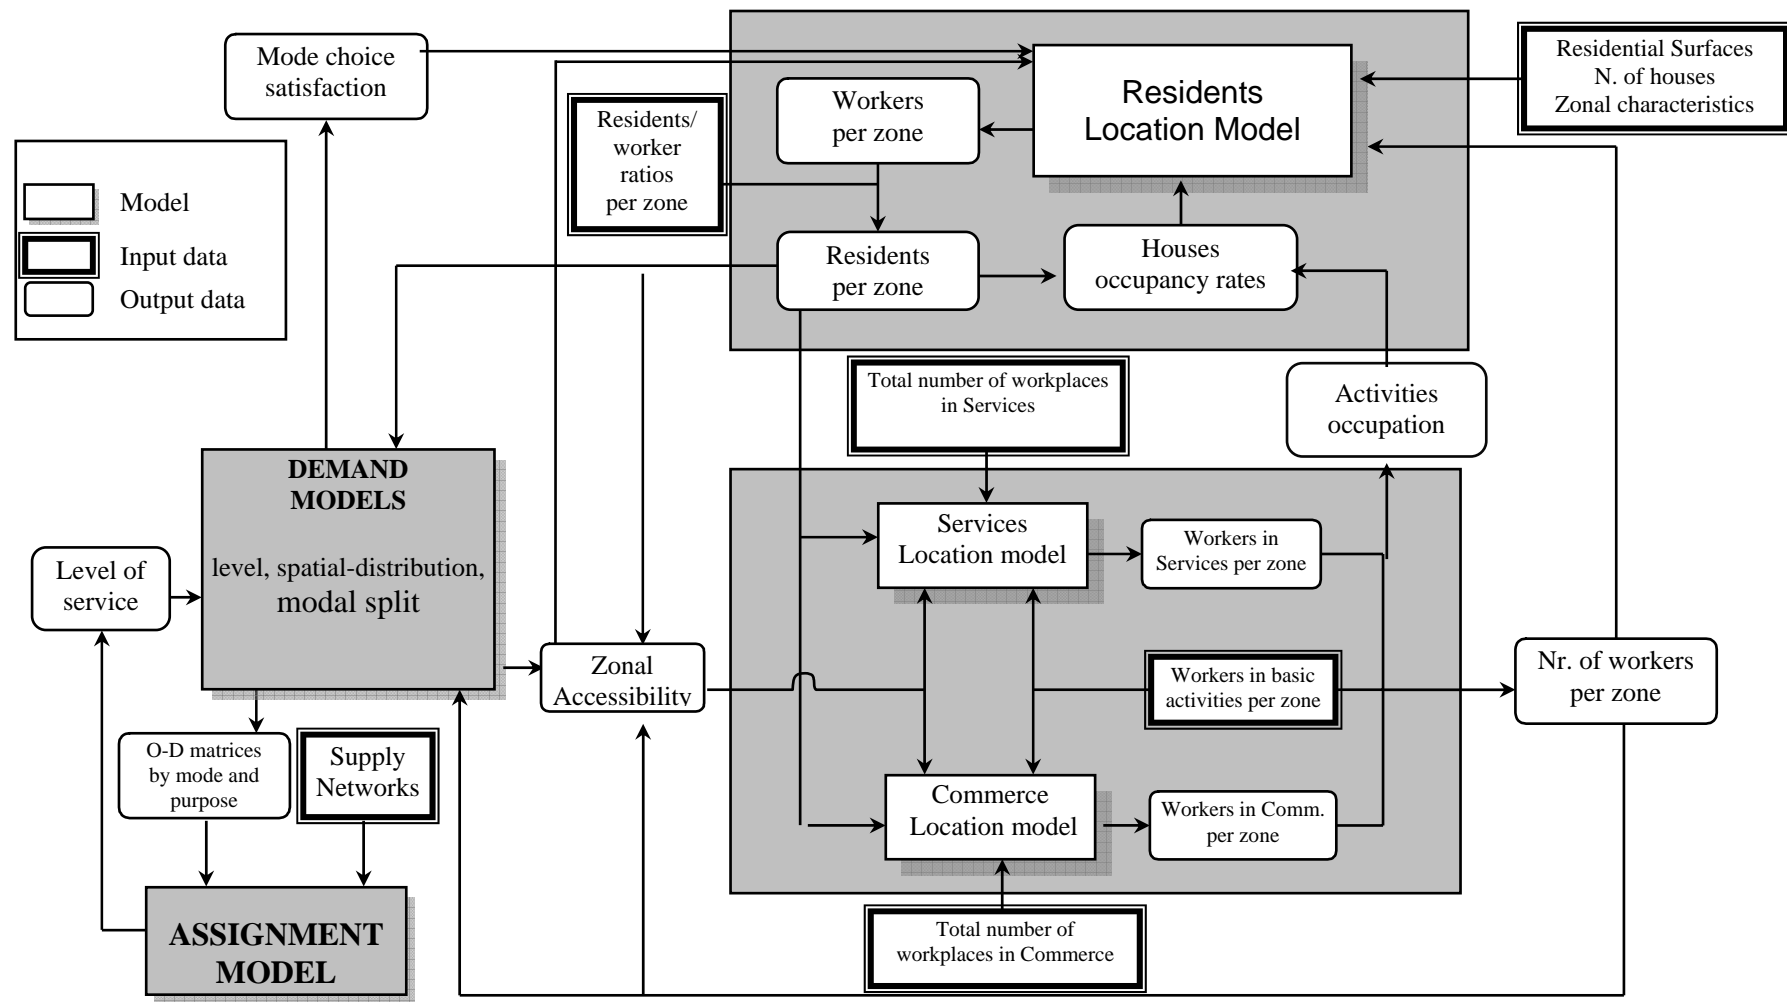 Mode choice
satisfaction
Residential Surfaces
N. of houses
Zonal characteristics
Residents
Location Model
Workers
per zone
Residents/
worker
ratios
per zone
Model
Input data
Output data
Residents
per zone
Houses
occupancy rates
Total number of workplaces
in Services
Activities
occupation
DEMAND
MODELS
level, spatial-distribution,
modal split
Services
Location model
Workers in
Services per zone
Level of
service
Zonal
Accessibility
Workers in basic
activities per zone
Nr. of workers
per zone
O-D matrices
by mode and
purpose
Supply
Networks
Commerce
Location model
Workers in Comm.
per zone
ASSIGNMENT
MODEL
Total number of
workplaces in Commerce